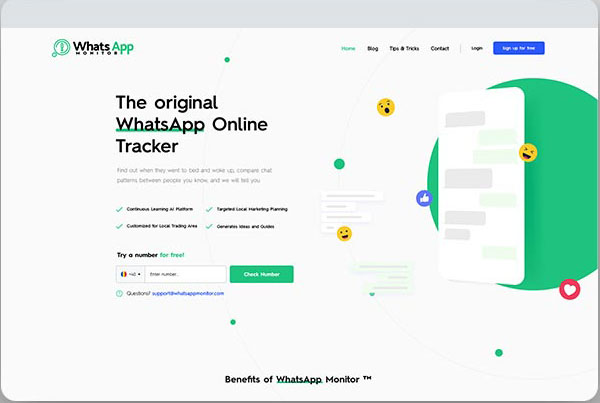 WhatsApp
MONITOR
Home Blog Tips & Tricks Contact Login Sign up for free
The original
WhatsApp Online
Tracker
Find out when they went to bed and woke up, compare chat
patterns between people you know, and we will tell you
Continuous Learning AI Platform Targeted Local Marketing Planning
Customized for Local Trading Area Generates Ideas and Guides
Try a number for free!
+40 Enter number... Check Number
Questions? support@whatsappmonitor.com
Benefits of WhatsApp Monitor ™